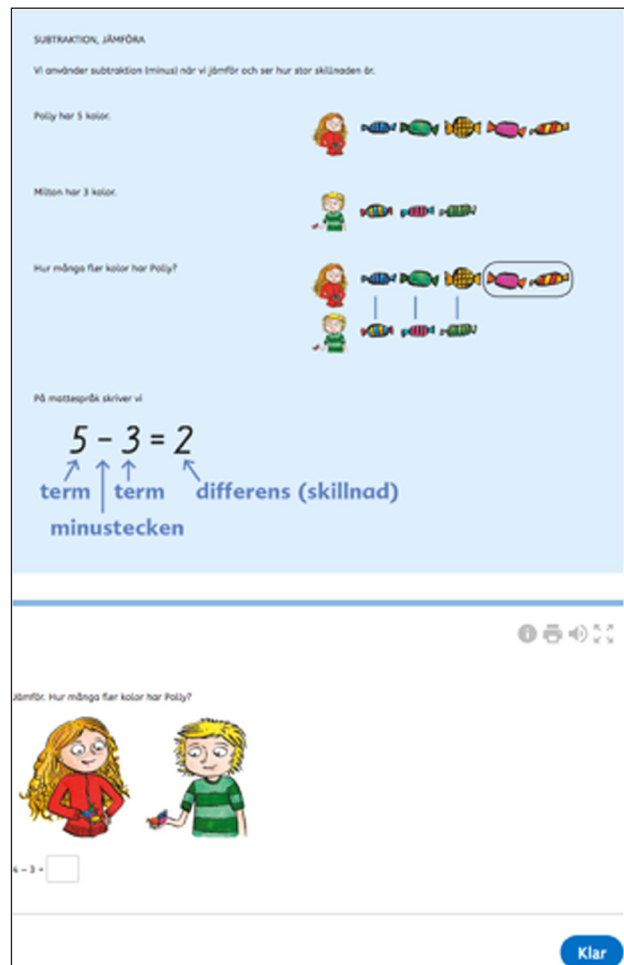 SUBTRAKTION, JÄMFÖRA
Vi använder subtraktion (minus) när vi jämför och ser hur stor skillnaden är.
Polly har 5 kolor.
Milton har 3 kolor.
Hur många fler kolor har Polly?
På mattespråk skriver vi
5 − 3 = 2
term term differens (skillnad)
minustecken
Jämför. Hur många fler kolor har Polly?
4 − 3 =
Klar